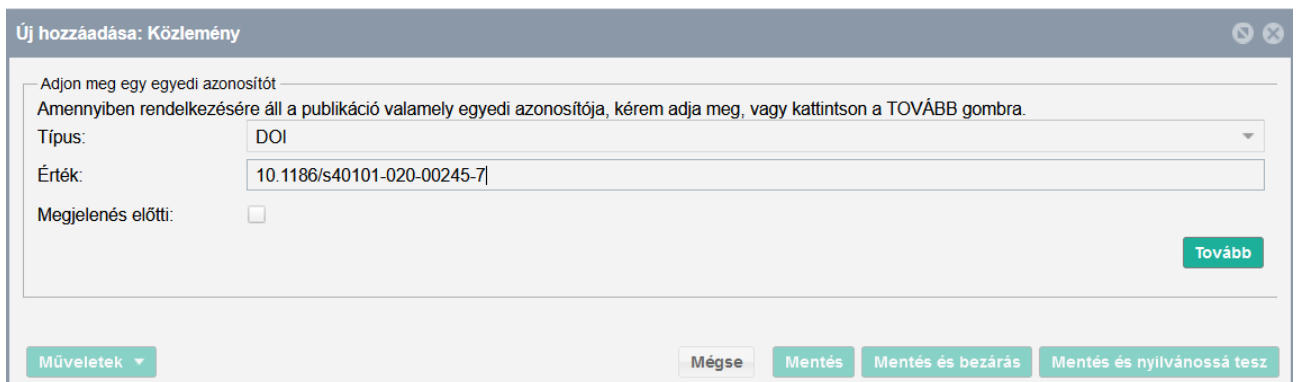 Új hozzáadása: Közlemény
Adjon meg egy egyedi azonosítót
Amennyiben rendelkezésére áll a publikáció valamely egyedi azonosítója, kérem adja meg, vagy kattintson a TOVÁBB gombra.
Típus: DOI
Érték: 10.1186/s40101-020-00245-7
Megjelenés előtti:
Tovább
Műveletek Mégse Mentés Mentés és bezárás Mentés és nyilvánossá tesz